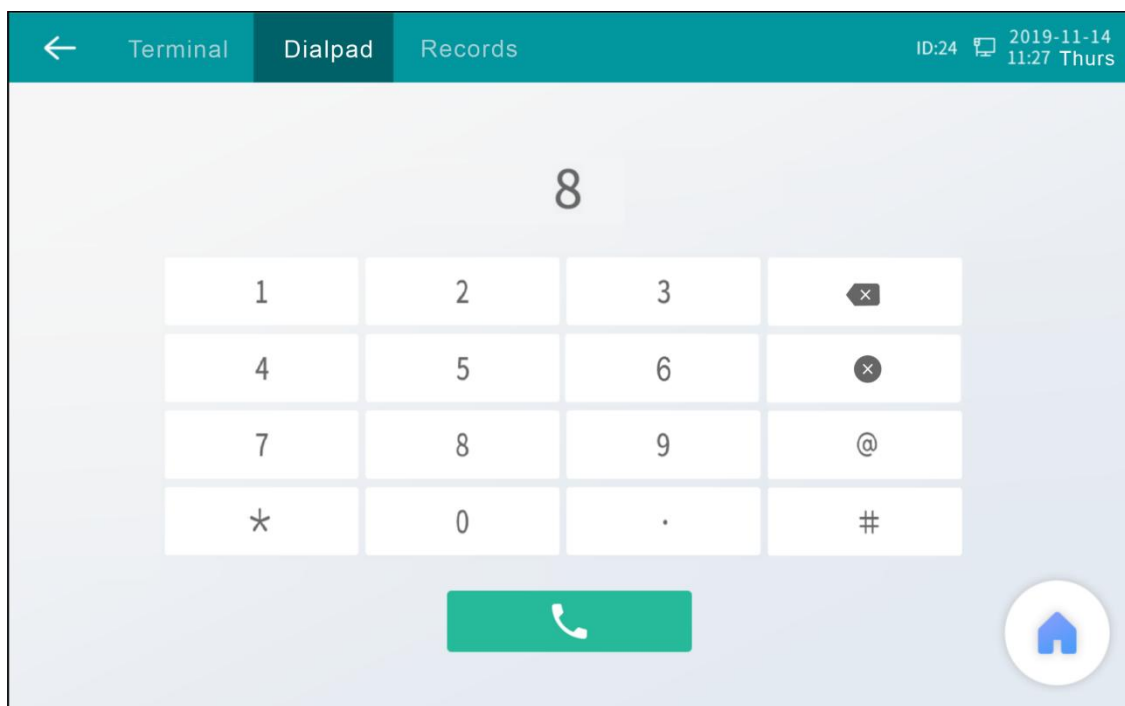 Terminal Dialpad Records ID:24 2019-11-14
11:27 Thurs
8
1 2 3
4 5 6
7 8 9 @
* 0 . #